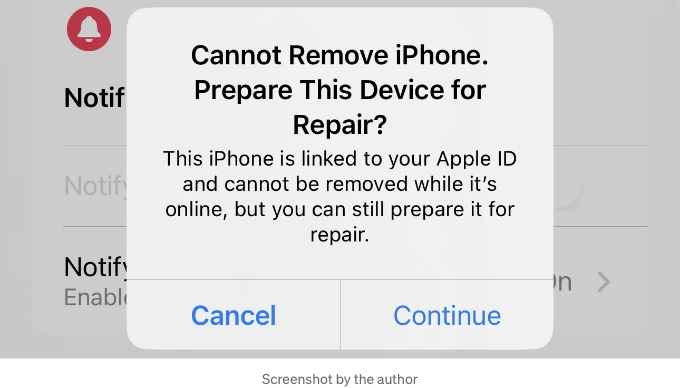 Cannot Remove iPhone.
Prepare This Device for
Repair?
This iPhone is linked to your Apple ID
and cannot be removed while it's
online, but you can still prepare it for
repair.
Notif
Notify
Notify
Enable
On
Cancel
Continue
Screenshot by the author